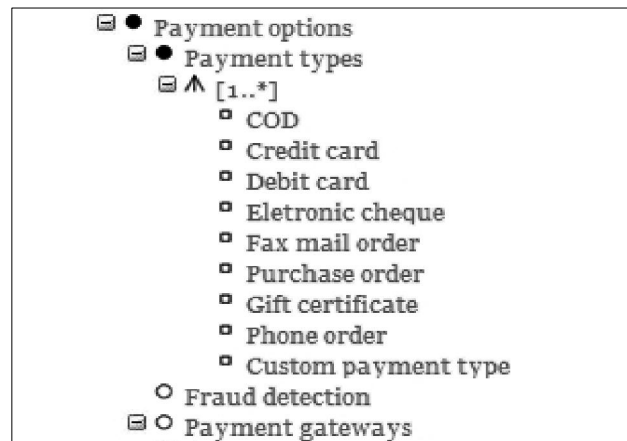 Payment options
Payment types
[1..*]
COD
Credit card
Debit card
Eletronic cheque
Fax mail order
Purchase order
Gift certificate
Phone order
Custom payment type
Fraud detection
Payment gateways